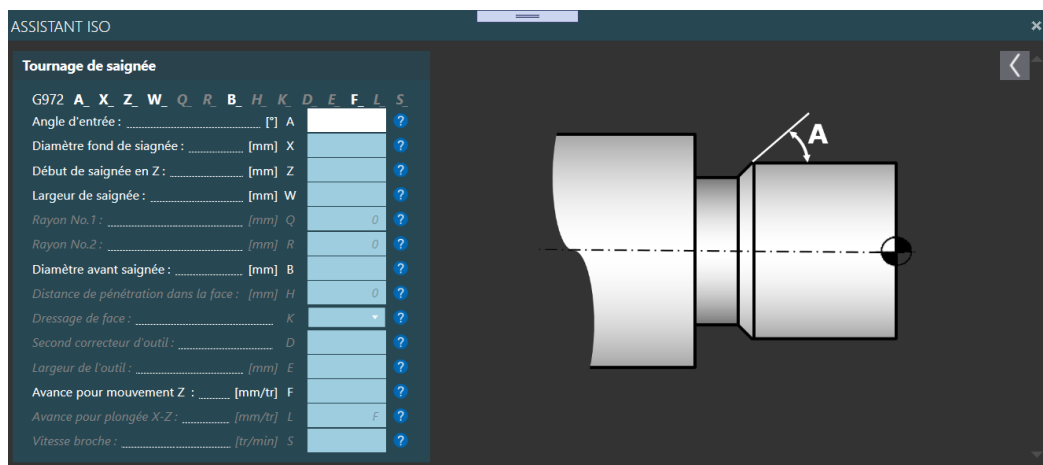 ASSISTANT ISO ×
Tournage de saignée
G972 A_ X_ Z_ W_ Q_ R_ B_ H_ K_ D_ E_ F_ L_ S_
Angle d'entrée : [°] A ?
Diamètre fond de siagnée : [mm] X ?
Début de saignée en Z : [mm] Z ?
Largeur de saignée : [mm] W ?
Rayon No.1 : [mm] Q 0 ?
Rayon No.2 : [mm] R 0 ?
Diamètre avant saignée : [mm] B ?
Distance de pénétration dans la face : [mm] H 0 ?
Dressage de face : K ?
Second correcteur d'outil : D ?
Largeur de l'outil : [mm] E ?
Avance pour mouvement Z : [mm/tr] F ?
Avance pour plongée X-Z : [mm/tr] L F ?
Vitesse broche : [tr/min] S ?
A